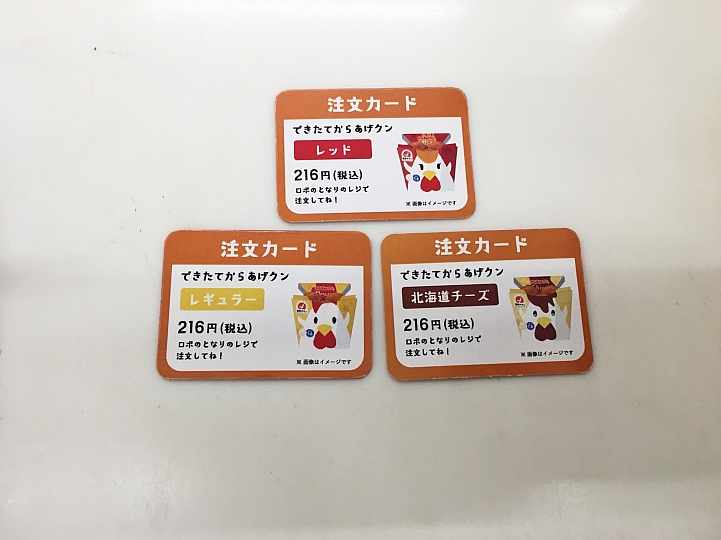 注文カード
できたてからあげクン
レッド
216円(税込)
ロボのとなりのレジで
注文してね!
※画像はイメージです
注文カード
できたてからあげクン
レギュラー
216円(税込)
ロボのとなりのレジで
注文してね!
※画像はイメージです
注文カード
できたてからあげクン
北海道チーズ
216円(税込)
ロボのとなりのレジで
注文してね!
※画像はイメージです